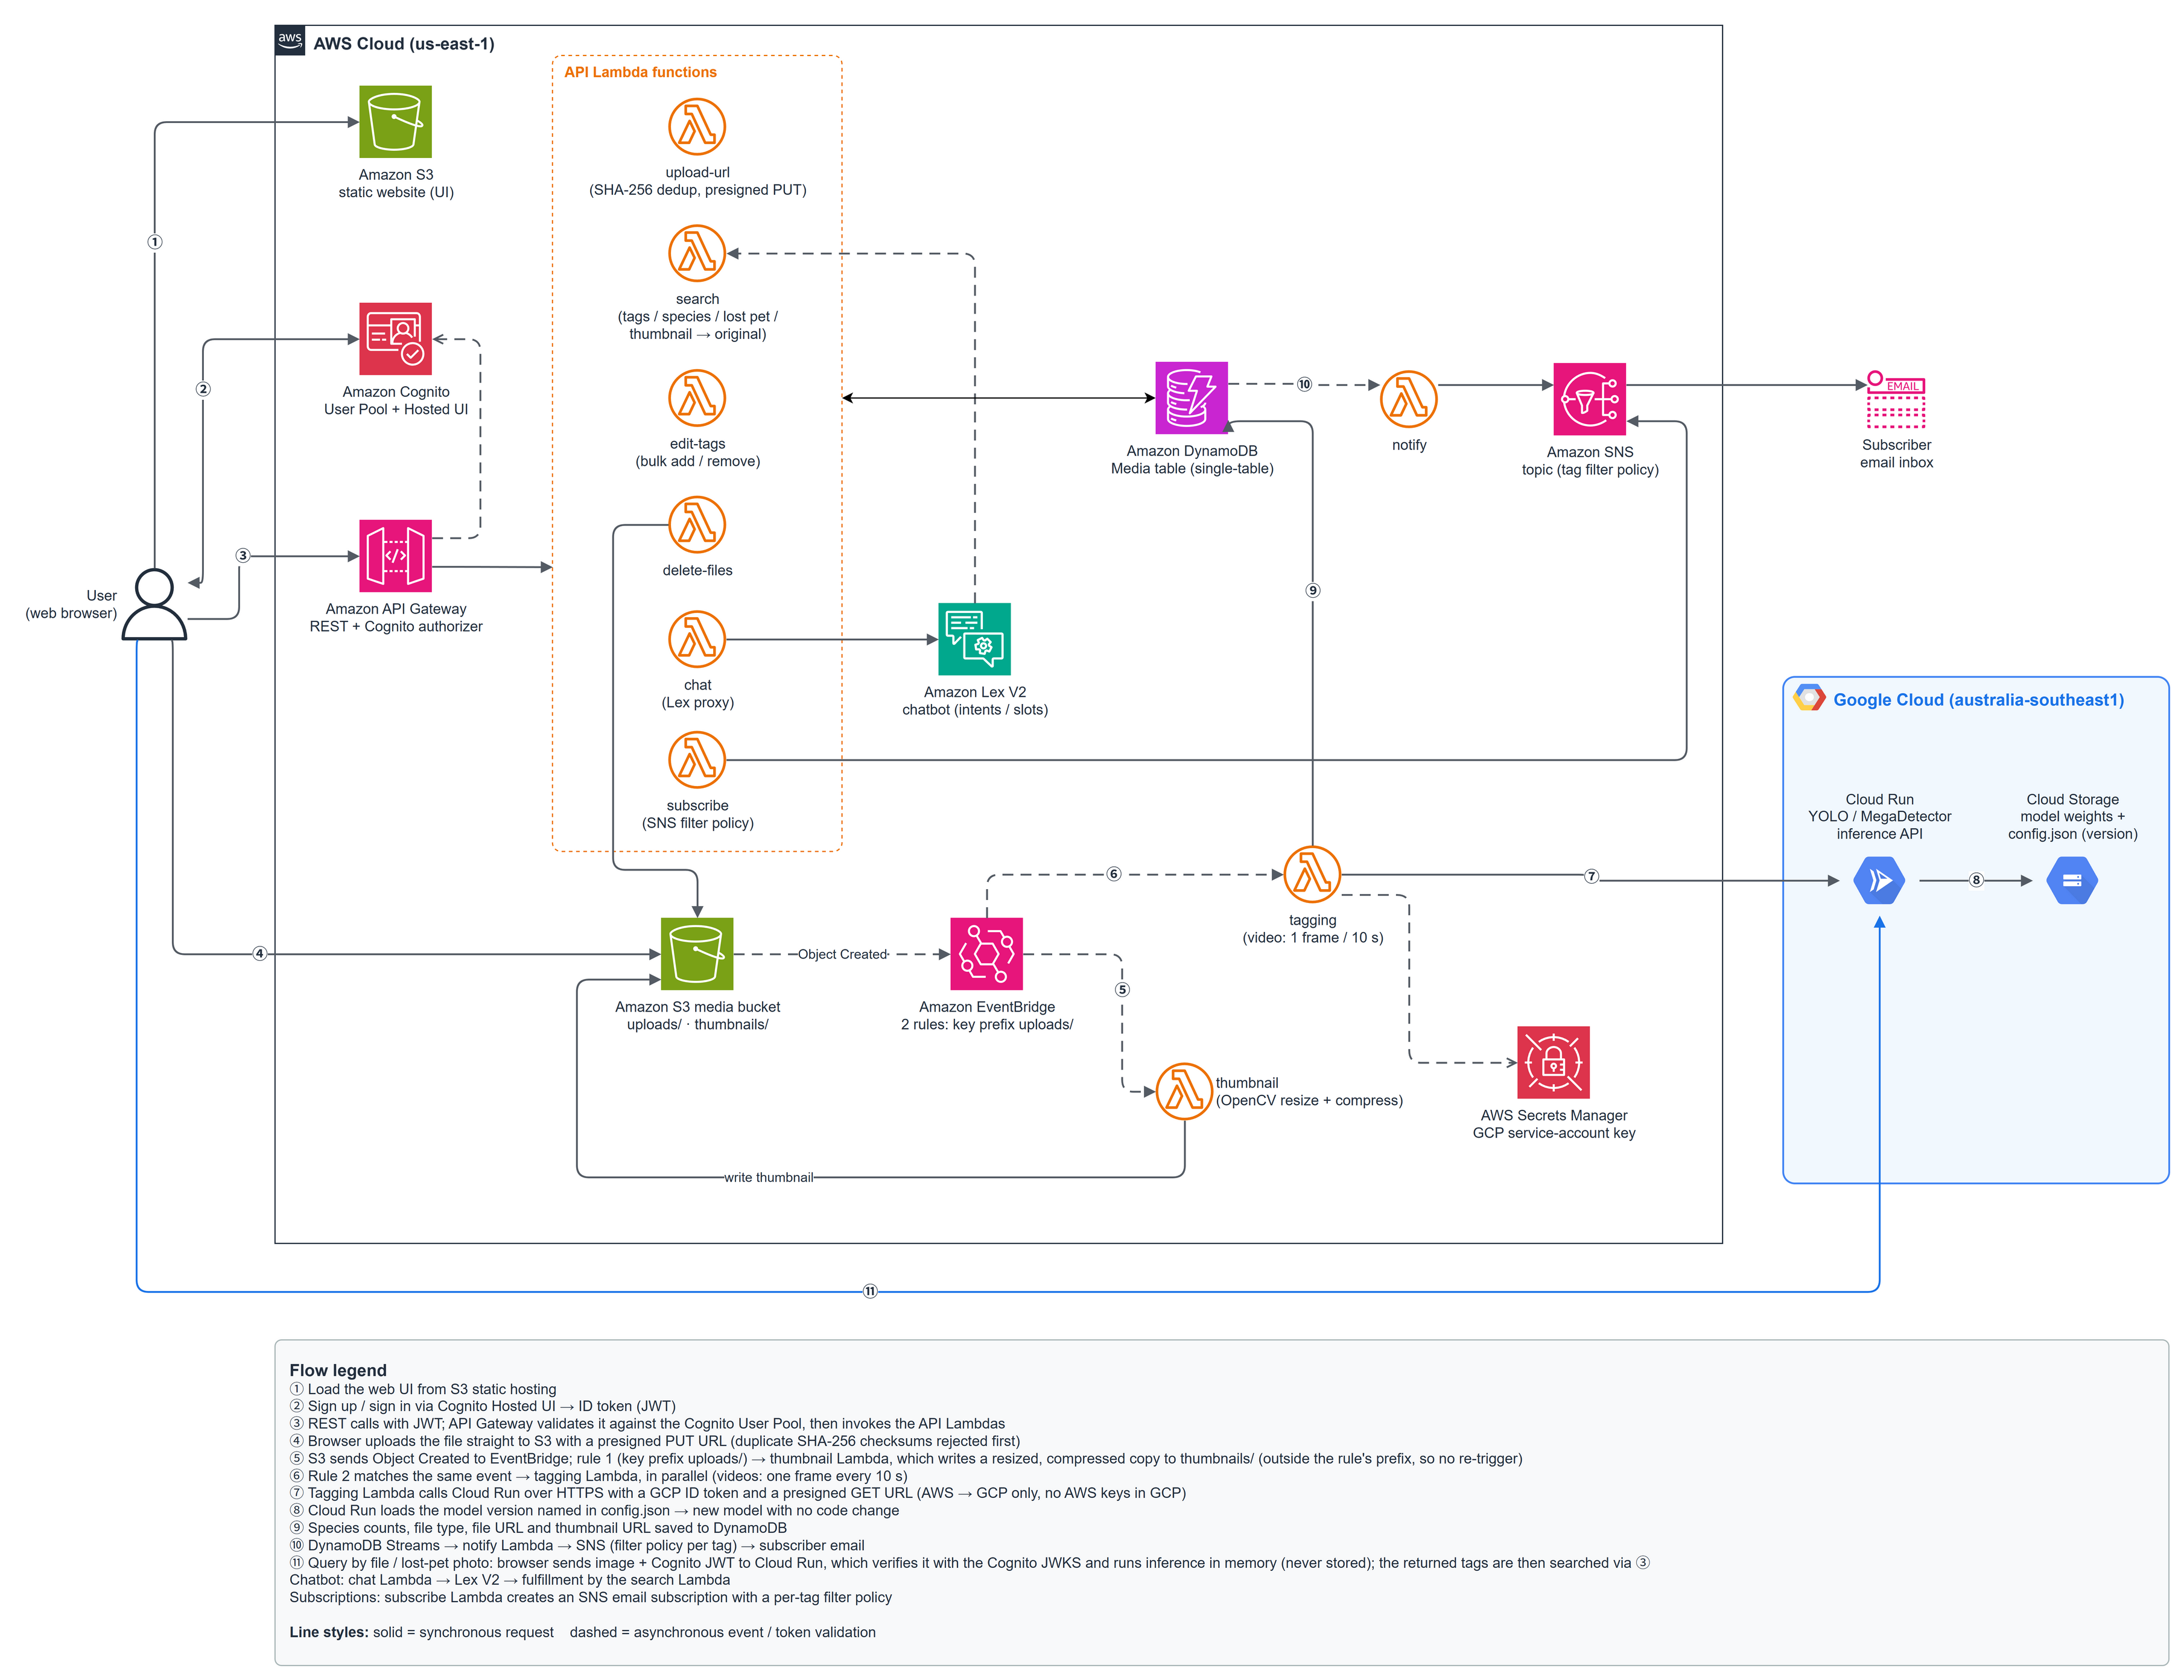 aws
AWS Cloud (us-east-1)
API Lambda functions
Amazon S3
static website (UI)
upload-url
(SHA-256 dedup, presigned PUT)
①
search
(tags / species / lost pet /
thumbnail → original)
②
Amazon Cognito
User Pool + Hosted UI
edit-tags
(bulk add / remove)
Amazon DynamoDB
Media table (single-table)
⑩
notify
Amazon SNS
topic (tag filter policy)
EMAIL
Subscriber
email inbox
③
</>
User
(web browser)
Amazon API Gateway
REST + Cognito authorizer
delete-files
⑨
chat
(Lex proxy)
Amazon Lex V2
chatbot (intents / slots)
Google Cloud (australia-southeast1)
subscribe
(SNS filter policy)
Cloud Run
YOLO / MegaDetector
inference API
Cloud Storage
model weights +
config.json (version)
⑥
⑦
⑧
tagging
(video: 1 frame / 10 s)
④
Object Created
⑤
Amazon S3 media bucket
uploads/ · thumbnails/
Amazon EventBridge
2 rules: key prefix uploads/
thumbnail
(OpenCV resize + compress)
AWS Secrets Manager
GCP service-account key
write thumbnail
⑪
Flow legend
① Load the web UI from S3 static hosting
② Sign up / sign in via Cognito Hosted UI → ID token (JWT)
③ REST calls with JWT; API Gateway validates it against the Cognito User Pool, then invokes the API Lambdas
④ Browser uploads the file straight to S3 with a presigned PUT URL (duplicate SHA-256 checksums rejected first)
⑤ S3 sends Object Created to EventBridge; rule 1 (key prefix uploads/) → thumbnail Lambda, which writes a resized, compressed copy to thumbnails/ (outside the rule's prefix, so no re-trigger)
⑥ Rule 2 matches the same event → tagging Lambda, in parallel (videos: one frame every 10 s)
⑦ Tagging Lambda calls Cloud Run over HTTPS with a GCP ID token and a presigned GET URL (AWS → GCP only, no AWS keys in GCP)
⑧ Cloud Run loads the model version named in config.json → new model with no code change
⑨ Species counts, file type, file URL and thumbnail URL saved to DynamoDB
⑩ DynamoDB Streams → notify Lambda → SNS (filter policy per tag) → subscriber email
⑪ Query by file / lost-pet photo: browser sends image + Cognito JWT to Cloud Run, which verifies it with the Cognito JWKS and runs inference in memory (never stored); the returned tags are then searched via ③
Chatbot: chat Lambda → Lex V2 → fulfillment by the search Lambda
Subscriptions: subscribe Lambda creates an SNS email subscription with a per-tag filter policy
Line styles: solid = synchronous request    dashed = asynchronous event / token validation